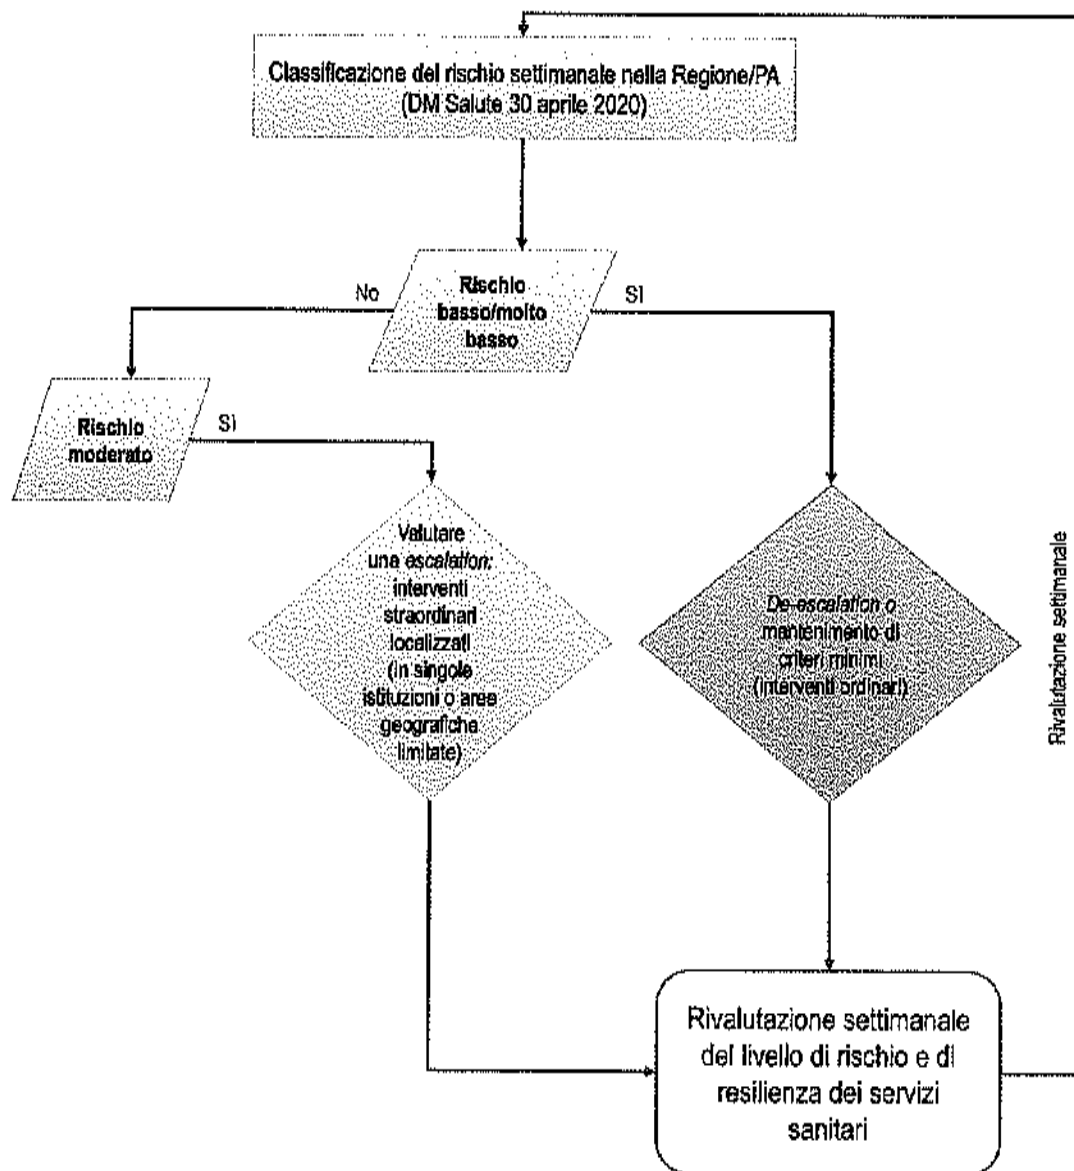 Classificazione del rischio settimanale nella Regione/PA
(DM Salute 30 aprile 2020)
Rischio
basso/molto
basso
No
Sì
Rischio
moderato
Sì
Valutare
una escalation:
interventi
straordinari
localizzati
(in singole
istituzioni o aree
geografiche
limitate)
De-escalation o
mantenimento di
criteri minimi
(interventi ordinari)
Rivalutazione settimanale
Rivalutazione settimanale
del livello di rischio e di
resilienza dei servizi
sanitari